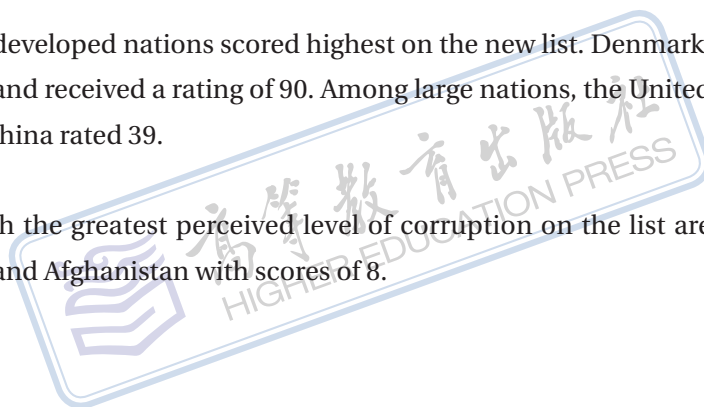 developed nations scored highest on the new list. Denmark
and received a rating of 90. Among large nations, the United
hina rated 39.
h the greatest perceived level of corruption on the list are
and Afghanistan with scores of 8.
高等教育出版社
HIGHER EDUCATION PRESS